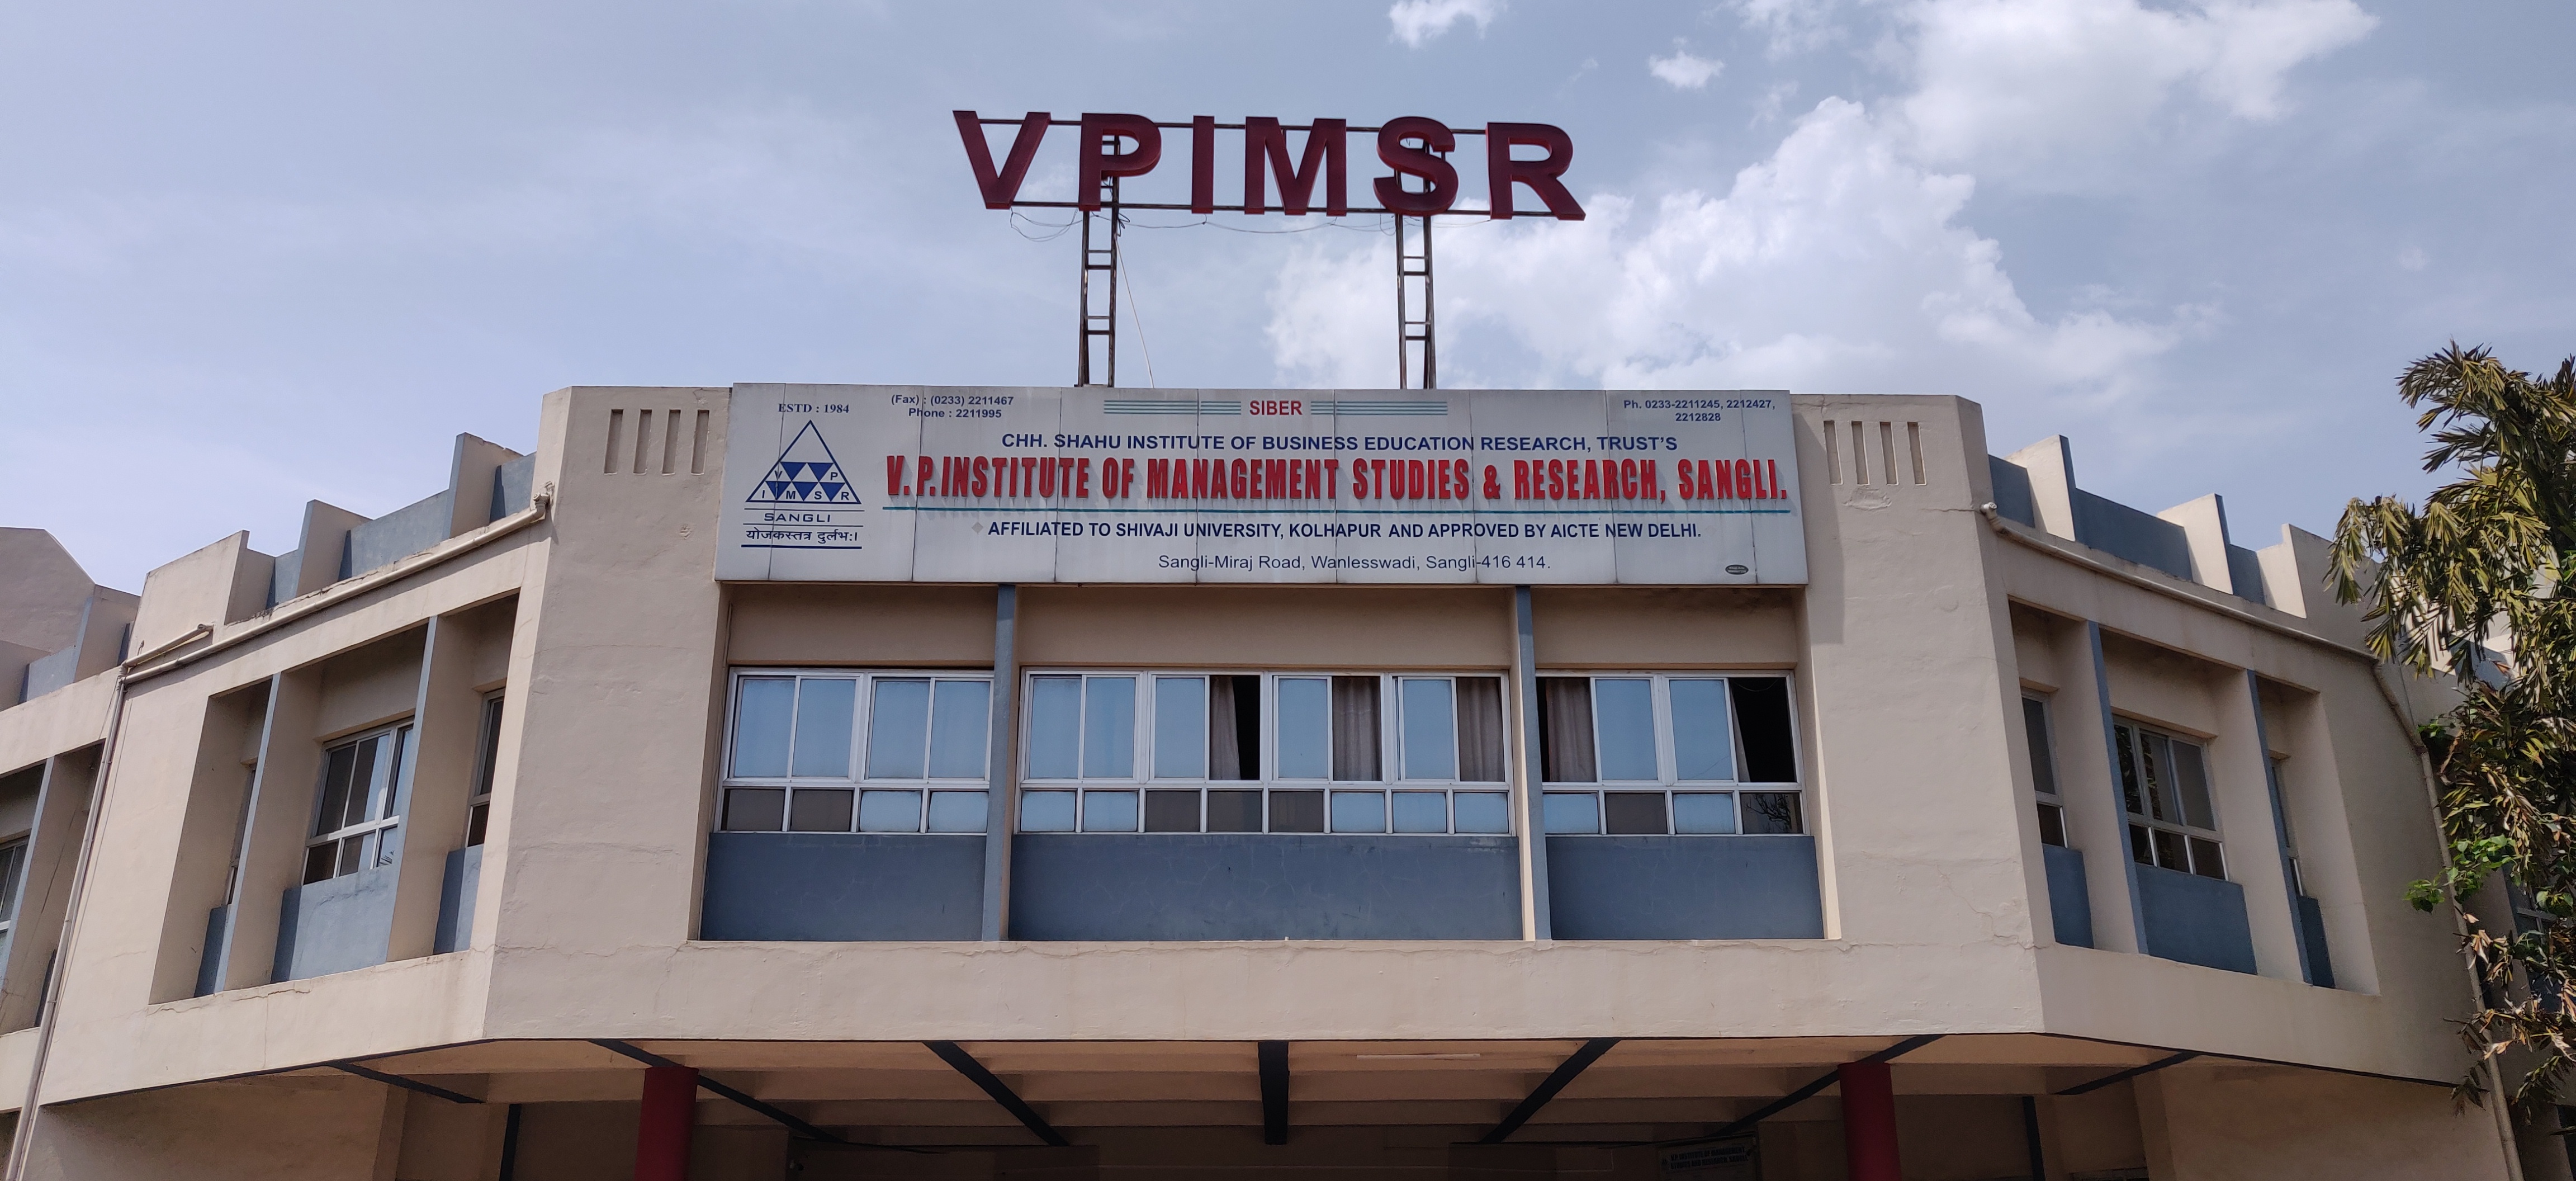 VPIMSR
ESTD : 1984
(Fax) : (0233) 2211467
Phone : 2211995
SIBER
Ph. 0233-2211245, 2212427,
2212828
CHH. SHAHU INSTITUTE OF BUSINESS EDUCATION RESEARCH, TRUST'S
V.P.INSTITUTE OF MANAGEMENT STUDIES & RESEARCH, SANGLI.
V P
I M S R
SANGLI
योजकस्तत्र दुर्लभः।
AFFILIATED TO SHIVAJI UNIVERSITY, KOLHAPUR AND APPROVED BY AICTE NEW DELHI.
Sangli-Miraj Road, Wanlesswadi, Sangli-416 414.